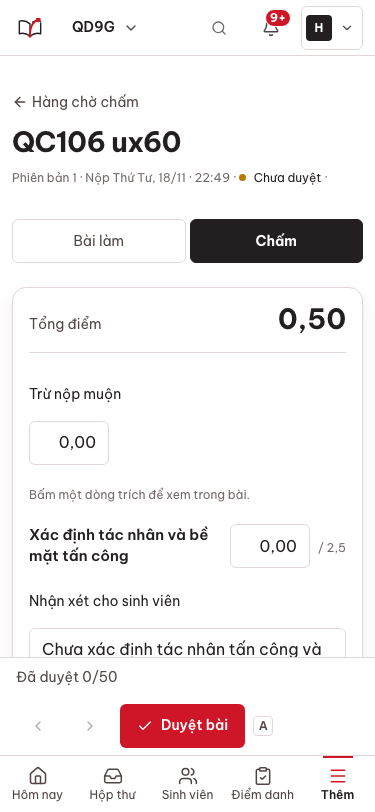 QD9G
9+
H
Hàng chờ chấm
QC106 ux60
Phiên bản 1 · Nộp Thứ Tư, 18/11 · 22:49 · Chưa duyệt ·
Bài làm
Chấm
Tổng điểm
0,50
Trừ nộp muộn
0,00
Bấm một dòng trích để xem trong bài.
Xác định tác nhân và bề
mặt tấn công
0,00
/ 2,5
Nhận xét cho sinh viên
Chưa xác định tác nhân tấn công và
Đã duyệt 0/50
Duyệt bài
A
Hôm nay
Hộp thư
Sinh viên
Điểm danh
Thêm